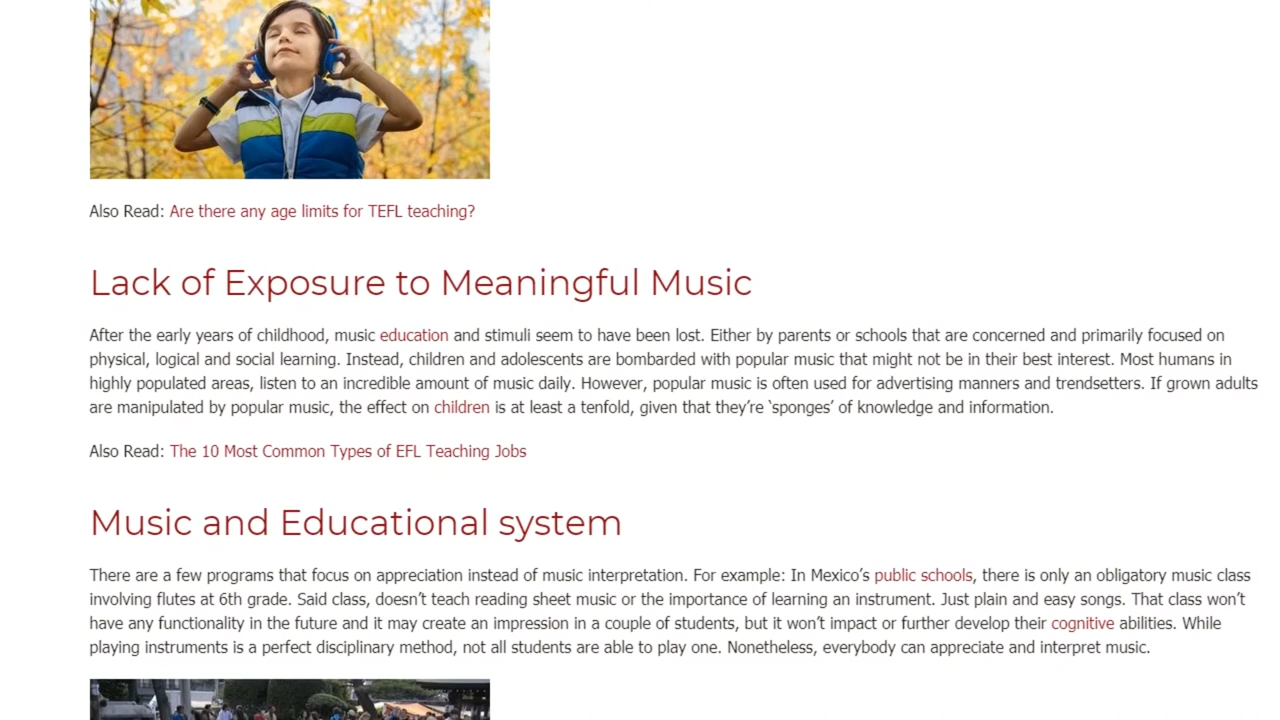 Also Read: Are there any age limits for TEFL teaching?
Lack of Exposure to Meaningful Music
After the early years of childhood, music education and stimuli seem to have been lost. Either by parents or schools that are concerned and primarily focused on
physical, logical and social learning. Instead, children and adolescents are bombarded with popular music that might not be in their best interest. Most humans in
highly populated areas, listen to an incredible amount of music daily. However, popular music is often used for advertising manners and trendsetters. If grown adults
are manipulated by popular music, the effect on children is at least a tenfold, given that they’re ‘sponges’ of knowledge and information.
Also Read: The 10 Most Common Types of EFL Teaching Jobs
Music and Educational system
There are a few programs that focus on appreciation instead of music interpretation. For example: In Mexico’s public schools, there is only an obligatory music class
involving flutes at 6th grade. Said class, doesn’t teach reading sheet music or the importance of learning an instrument. Just plain and easy songs. That class won’t
have any functionality in the future and it may create an impression in a couple of students, but it won’t impact or further develop their cognitive abilities. While
playing instruments is a perfect disciplinary method, not all students are able to play one. Nonetheless, everybody can appreciate and interpret music.